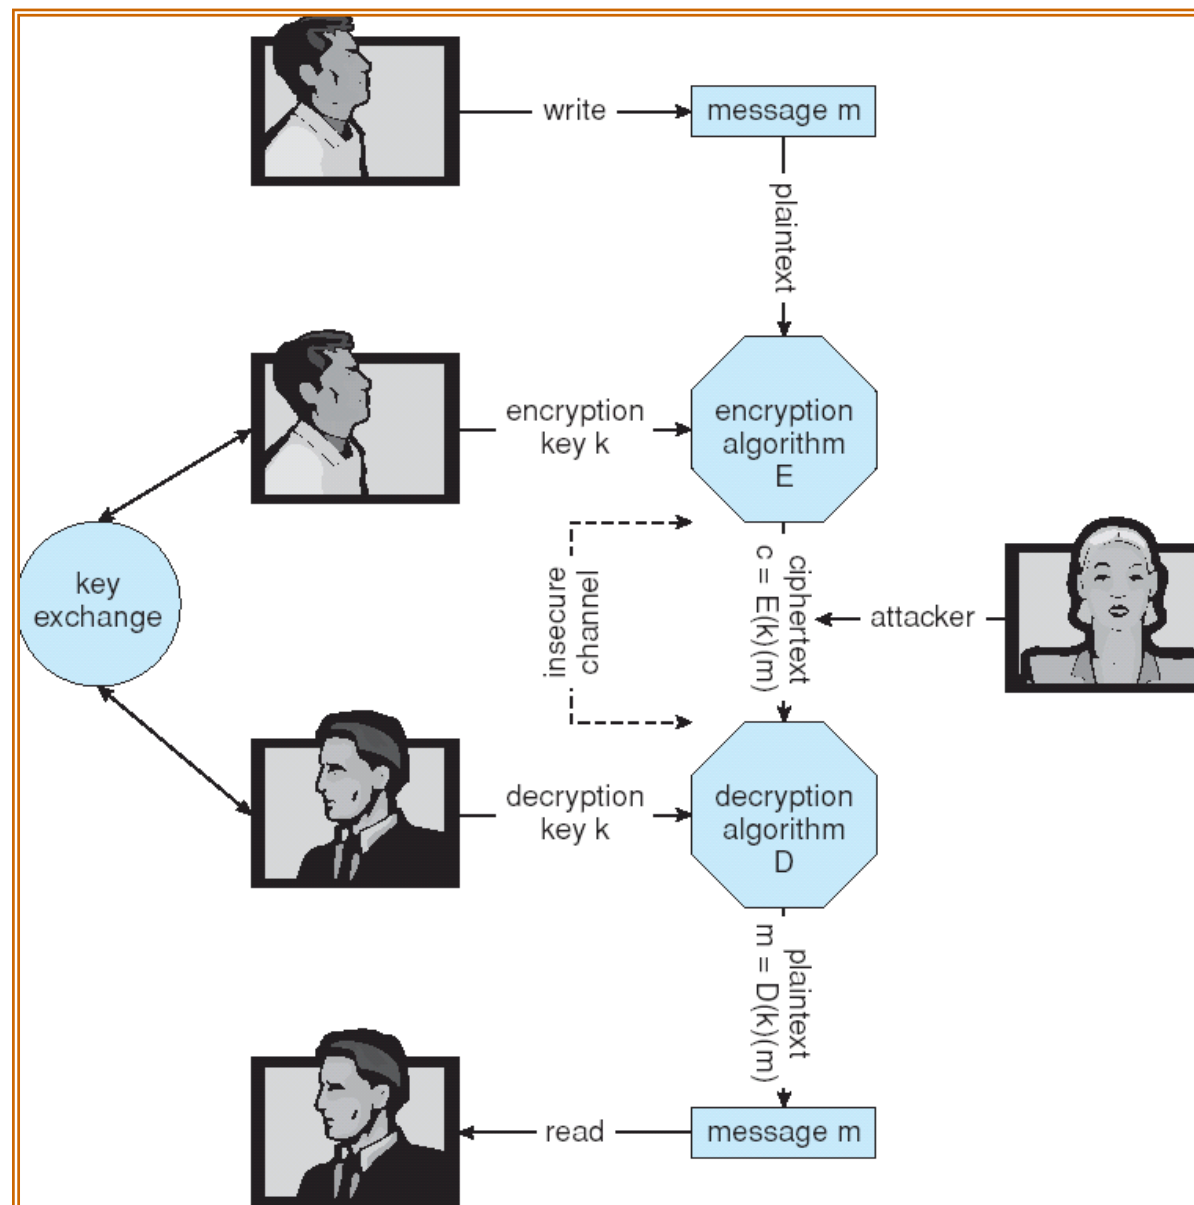 write
message m
plaintext
encryption
key k
encryption
algorithm
E
key
exchange
insecure
channel
ciphertext
c = E(k)(m)
attacker
decryption
key k
decryption
algorithm
D
plaintext
m = D(k)(m)
read
message m